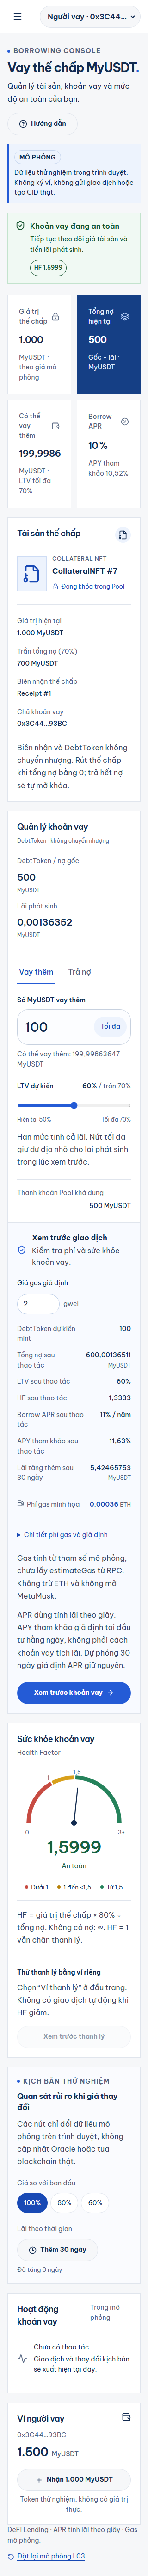 Người vay · 0x3C44...
BORROWING CONSOLE
Vay thế chấp MyUSDT.
Quản lý tài sản, khoản vay và mức
độ an toàn của bạn.
Hướng dẫn
MÔ PHỎNG
Dữ liệu thử nghiệm trong trình duyệt.
Không ký ví, không gửi giao dịch hoặc
tạo CID thật.
Khoản vay đang an toàn
Tiếp tục theo dõi giá tài sản và
tiền lãi phát sinh.
HF 1,5999
Giá trị
thế chấp
1.000
MyUSDT ·
theo giá mô
phỏng
Tổng nợ
hiện tại
500
Gốc + lãi ·
MyUSDT
Có thể
vay
thêm
199,9986
MyUSDT ·
LTV tối đa
70%
Borrow
APR
10 %
APY tham
khảo 10,52%
Tài sản thế chấp
COLLATERAL NFT
CollateralNFT #7
Đang khóa trong Pool
Giá trị hiện tại
1.000 MyUSDT
Trần tổng nợ (70%)
700 MyUSDT
Biên nhận thế chấp
Receipt #1
Chủ khoản vay
0x3C44...93BC
Biên nhận và DebtToken không
chuyển nhượng. Rút thế chấp
khi tổng nợ bằng 0; trả hết nợ
sẽ tự mở khóa.
Quản lý khoản vay
DebtToken · không chuyển nhượng
DebtToken / nợ gốc
500
MyUSDT
Lãi phát sinh
0,00136352
MyUSDT
Vay thêm
Trả nợ
Số MyUSDT vay thêm
100
Tối đa
Có thể vay thêm: 199,99863647
MyUSDT
LTV dự kiến
60% / trần 70%
Hiện tại 50%
Tối đa 70%
Hạn mức tính cả lãi. Nút tối đa
giữ dư địa nhỏ cho lãi phát sinh
trong lúc xem trước.
Thanh khoản Pool khả dụng
500 MyUSDT
Xem trước giao dịch
Kiểm tra phí và sức khỏe
khoản vay.
Giá gas giả định
2
gwei
DebtToken dự kiến
mint
100
Tổng nợ sau
thao tác
600,00136511
MyUSDT
LTV sau thao tác
60%
HF sau thao tác
1,3333
Borrow APR sau thao
tác
11% / năm
APY tham khảo sau
thao tác
11,63%
Lãi tăng thêm sau
30 ngày
5,42465753
MyUSDT
Phí gas minh họa
0.00036 ETH
Chi tiết phí gas và giả định
Gas tính từ tham số mô phỏng,
chưa lấy estimateGas từ RPC.
Không trừ ETH và không mở
MetaMask.
APR dùng tính lãi theo giây.
APY tham khảo giả định tái đầu
tư hằng ngày, không phải cách
khoản vay tích lãi. Dự phóng 30
ngày giả định APR giữ nguyên.
Xem trước khoản vay
Sức khỏe khoản vay
Health Factor
1
1,5
0
3+
1,5999
An toàn
Dưới 1
1 đến <1,5
Từ 1,5
HF = giá trị thế chấp × 80% ÷
tổng nợ. Không có nợ: ∞. HF = 1
vẫn chặn thanh lý.
Thử thanh lý bằng ví riêng
Chọn "Ví thanh lý" ở đầu trang.
Không có giao dịch tự động khi
HF giảm.
Xem trước thanh lý
KỊCH BẢN THỬ NGHIỆM
Quan sát rủi ro khi giá thay
đổi
Các nút chỉ đổi dữ liệu mô
phỏng trên trình duyệt, không
cập nhật Oracle hoặc tua
blockchain thật.
Giá so với ban đầu
100%
80%
60%
Lãi theo thời gian
Thêm 30 ngày
Đã tăng 0 ngày
Hoạt động
khoản vay
Trong mô
phỏng
Chưa có thao tác.
Giao dịch và thay đổi kịch bản
sẽ xuất hiện tại đây.
Ví người vay
0x3C44...93BC
1.500 MyUSDT
Nhận 1.000 MyUSDT
Token thử nghiệm, không có giá trị
thực.
DeFi Lending · APR tính lãi theo giây · Gas
mô phỏng.
Đặt lại mô phỏng L03